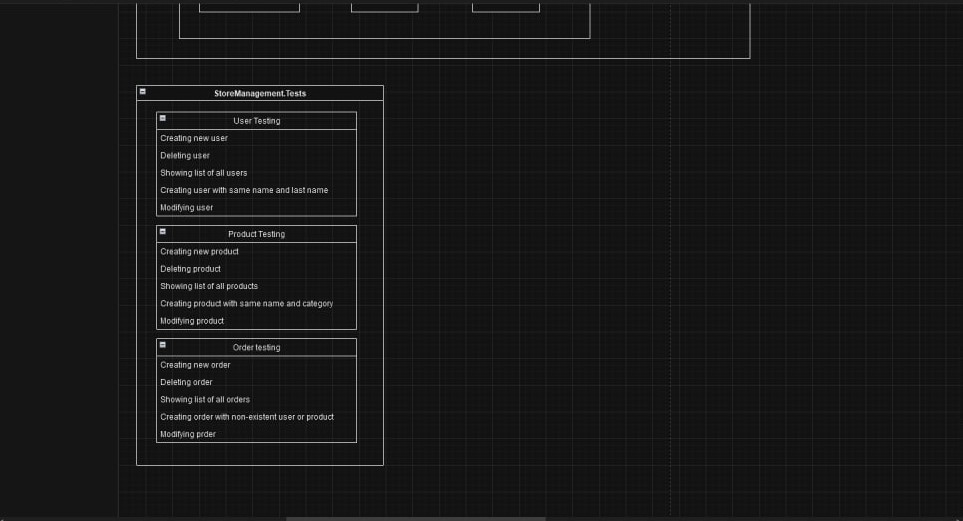 StoreManagement.Tests
User Testing
Creating new user
Deleting user
Showing list of all users
Creating user with same name and last name
Modifying user
Product Testing
Creating new product
Deleting product
Showing list of all products
Creating product with same name and category
Modifying product
Order testing
Creating new order
Deleting order
Showing list of all orders
Creating order with non-existent user or product
Modifying prder